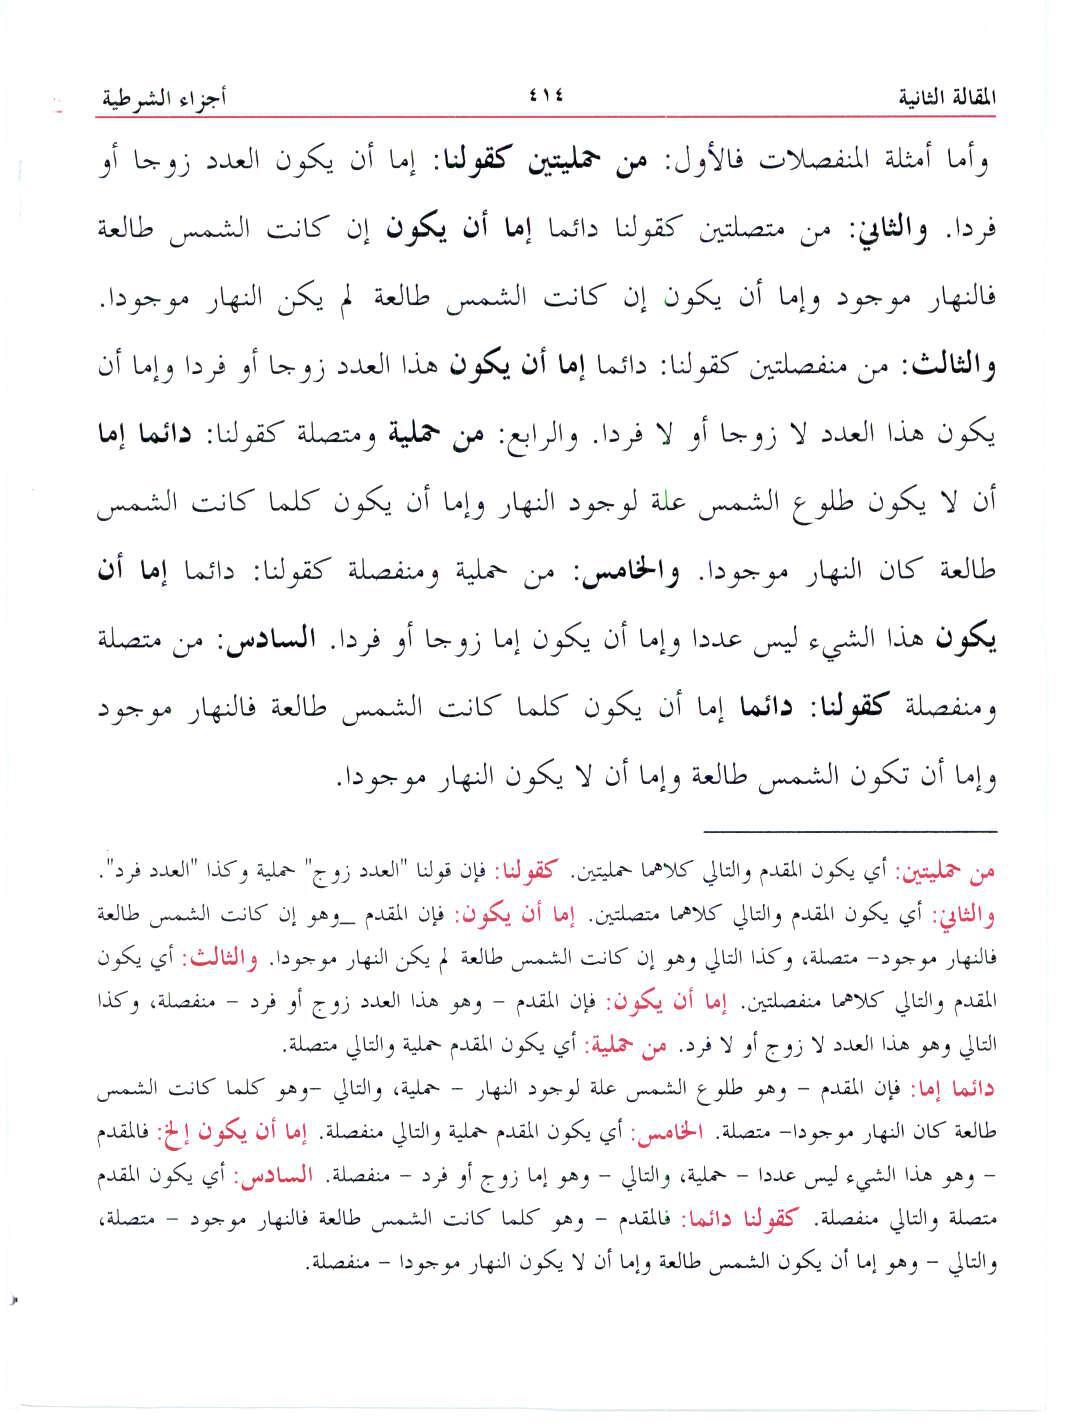 المقالة الثانية ٤١٤ أجزاء الشرطية
وأما أمثلة المنفصلات فالأول: من حمليتين كقولنا: إما أن يكون العدد زوجا أو
فردا. والثاني: من متصلتين كقولنا دائما إما أن يكون إن كانت الشمس طالعة
فالنهار موجود وإما أن يكون إن كانت الشمس طالعة لم يكن النهار موجودا.
والثالث: من منفصلتين كقولنا: دائما إما أن يكون هذا العدد زوجا أو فردا وإما أن
يكون هذا العدد لا زوجا أو لا فردا. والرابع: من حملية ومتصلة كقولنا: دائما إما
أن لا يكون طلوع الشمس علة لوجود النهار وإما أن يكون كلما كانت الشمس
طالعة كان النهار موجودا. والخامس: من حملية ومنفصلة كقولنا: دائما إما أن
يكون هذا الشيء ليس عددا وإما أن يكون إما زوجا أو فردا. السادس: من متصلة
ومنفصلة كقولنا: دائما إما أن يكون كلما كانت الشمس طالعة فالنهار موجود
وإما أن تكون الشمس طالعة وإما أن لا يكون النهار موجودا.
من حمليتين: أي يكون المقدم والتالي كلاهما حمليتين. كقولنا: فإن قولنا "العدد زوج" حملية وكذا "العدد فرد".
والثاني: أي يكون المقدم والتالي كلاهما متصلتين. إما أن يكون: فإن المقدم _وهو إن كانت الشمس طالعة
فالنهار موجود- متصلة، وكذا التالي وهو إن كانت الشمس طالعة لم يكن النهار موجودا. والثالث: أي يكون
المقدم والتالي كلاهما منفصلتين. إما أن يكون: فإن المقدم - وهو هذا العدد زوج أو فرد - منفصلة، وكذا
التالي وهو هذا العدد لا زوج أو لا فرد. من حملية: أي يكون المقدم حملية والتالي متصلة.
دائما إما: فإن المقدم - وهو طلوع الشمس علة لوجود النهار - حملية، والتالي -وهو كلما كانت الشمس
طالعة كان النهار موجودا- متصلة. الخامس: أي يكون المقدم حملية والتالي منفصلة. إما أن يكون إلخ: فالمقدم
- وهو هذا الشيء ليس عددا - حملية، والتالي - وهو إما زوج أو فرد - منفصلة. السادس: أي يكون المقدم
متصلة والتالي منفصلة. كقولنا دائما: فالمقدم - وهو كلما كانت الشمس طالعة فالنهار موجود - متصلة،
والتالي - وهو إما أن يكون الشمس طالعة وإما أن لا يكون النهار موجودا - منفصلة.